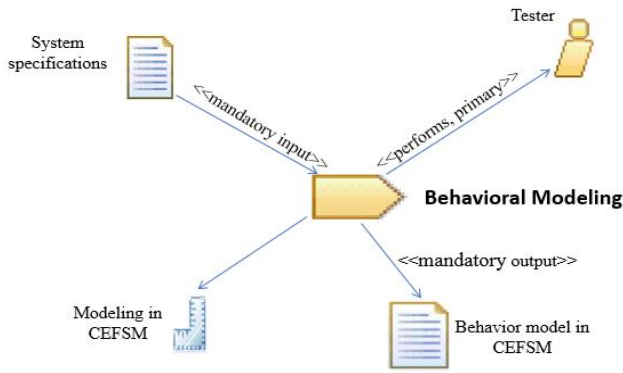 Tester
System
specifications
<<mandatory input>>
<<performs, primary>>
Behavioral Modeling
<<mandatory output>>
Modeling in
CEFSM
Behavior model in
CEFSM